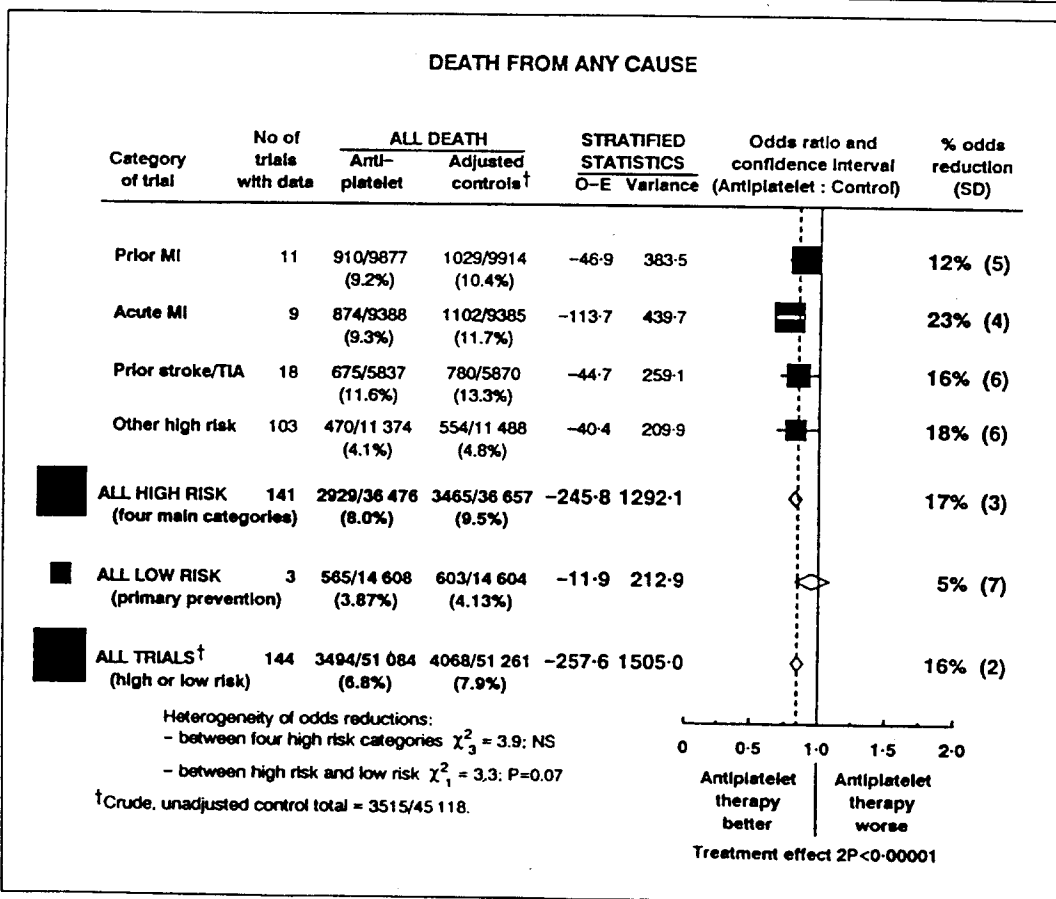 DEATH FROM ANY CAUSE
Category of trial No of trials with data ALL DEATH Anti-platelet Adjusted controls† STRATIFIED STATISTICS O-E Variance Odds ratio and confidence interval (Antiplatelet : Control) % odds reduction (SD)
Prior MI 11 910/9877 1029/9914 -46·9 383·5 12% (5)
(9.2%) (10.4%)
Acute MI 9 874/9388 1102/9385 -113·7 439·7 23% (4)
(9.3%) (11.7%)
Prior stroke/TIA 18 675/5837 780/5870 -44·7 259·1 16% (6)
(11.6%) (13.3%)
Other high risk 103 470/11 374 554/11 488 -40·4 209·9 18% (6)
(4.1%) (4.8%)
ALL HIGH RISK 141 2929/36 476 3465/36 657 -245·8 1292·1 17% (3)
(four main categories) (8.0%) (9.5%)
ALL LOW RISK 3 565/14 608 603/14 604 -11·9 212·9 5% (7)
(primary prevention) (3.87%) (4.13%)
ALL TRIALS† 144 3494/51 084 4068/51 261 -257·6 1505·0 16% (2)
(high or low risk) (6.8%) (7.9%)
Heterogeneity of odds reductions:
- between four high risk categories χ²₃ = 3.9; NS
- between high risk and low risk χ²₁ = 3.3; P=0.07
†Crude, unadjusted control total = 3515/45 118.
0 0·5 1·0 1·5 2·0
Antiplatelet therapy better Antiplatelet therapy worse
Treatment effect 2P<0·00001